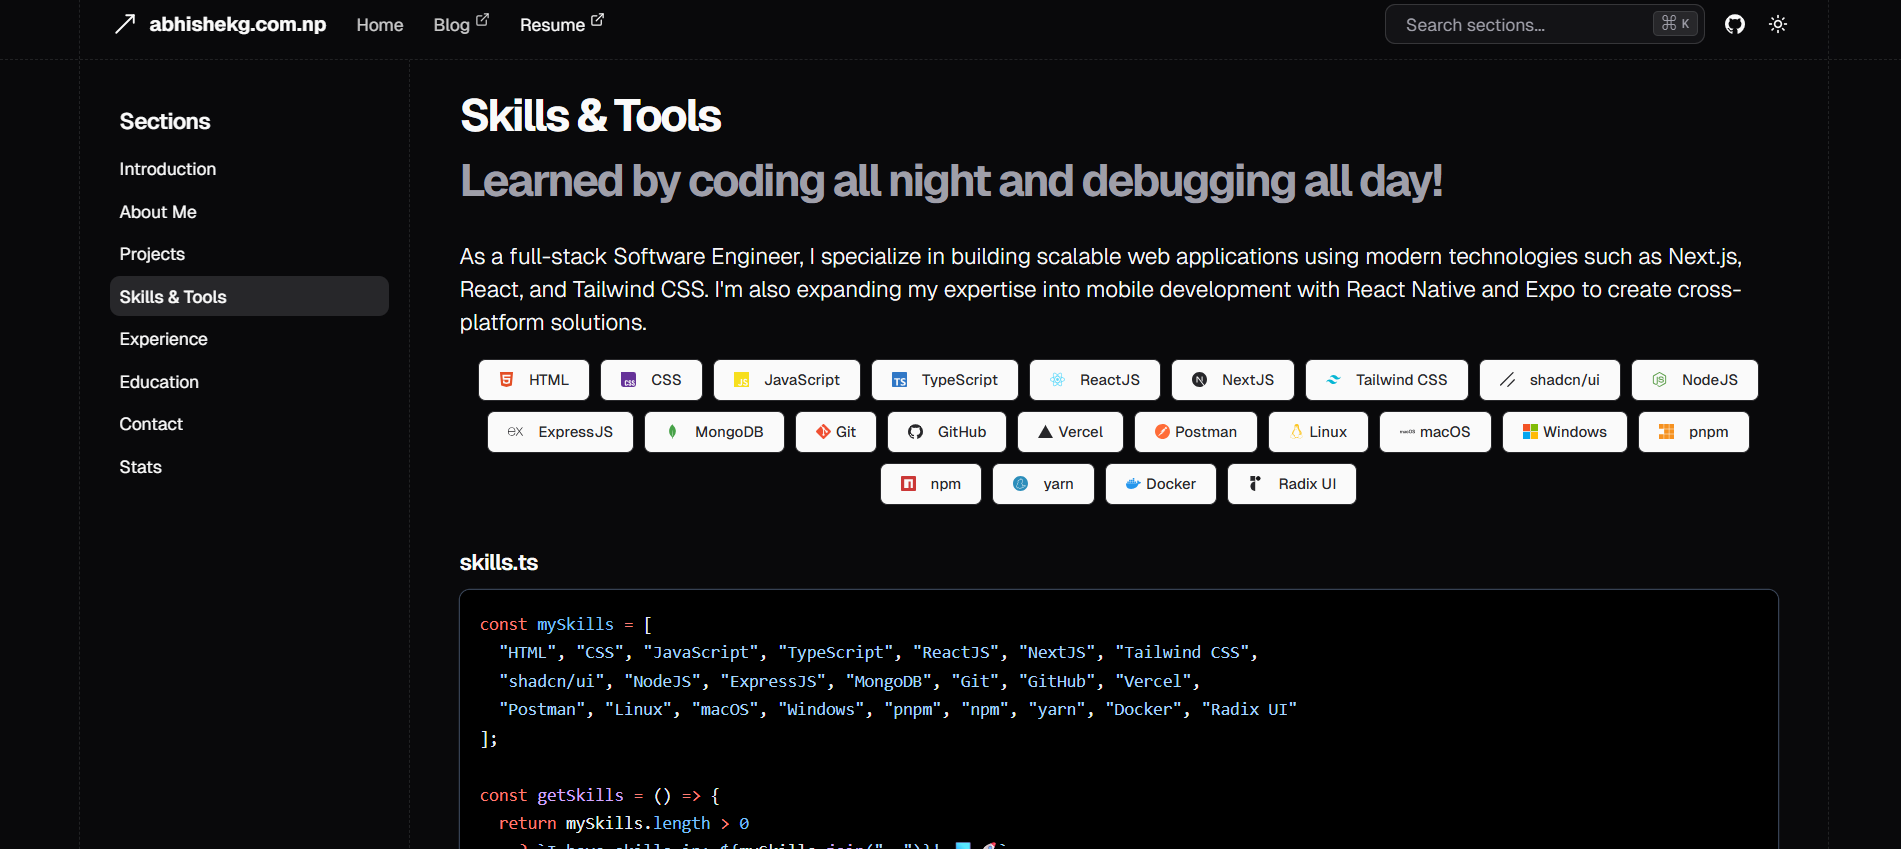 abhishekg.com.np Home Blog Resume Search sections... ⌘ K
Sections
Introduction
About Me
Projects
Skills & Tools
Experience
Education
Contact
Stats
Skills & Tools
Learned by coding all night and debugging all day!
As a full-stack Software Engineer, I specialize in building scalable web applications using modern technologies such as Next.js,
React, and Tailwind CSS. I'm also expanding my expertise into mobile development with React Native and Expo to create cross-
platform solutions.
HTML CSS JavaScript TypeScript ReactJS NextJS Tailwind CSS shadcn/ui NodeJS
ExpressJS MongoDB Git GitHub Vercel Postman Linux macOS Windows pnpm
npm yarn Docker Radix UI
skills.ts
const mySkills = [
"HTML", "CSS", "JavaScript", "TypeScript", "ReactJS", "NextJS", "Tailwind CSS",
"shadcn/ui", "NodeJS", "ExpressJS", "MongoDB", "Git", "GitHub", "Vercel",
"Postman", "Linux", "macOS", "Windows", "pnpm", "npm", "yarn", "Docker", "Radix UI"
];
const getSkills = () => {
return mySkills.length > 0